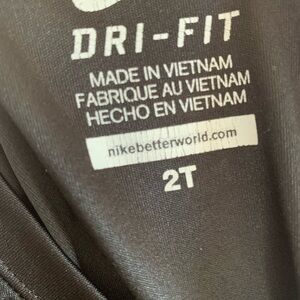 DRI-FIT
MADE IN VIETNAM
FABRIQUE AU VIETNAM
HECHO EN VIETNAM
nikebetterworld.com
2T